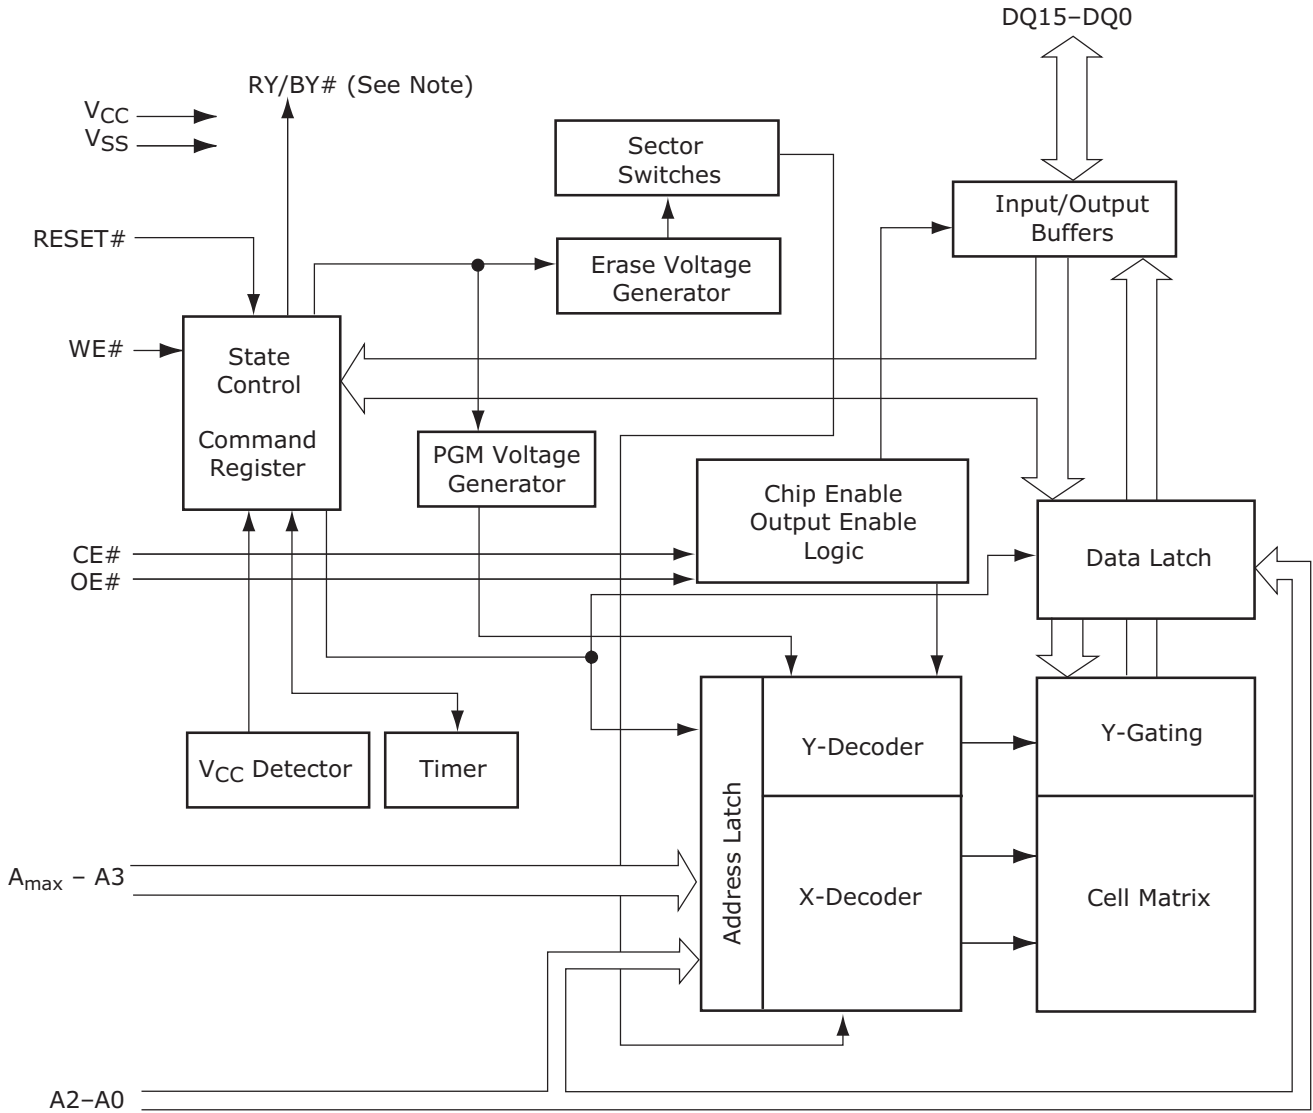 DQ15–DQ0
RY/BY# (See Note)
VCC
VSS
Sector
Switches
Input/Output
Buffers
RESET#
Erase Voltage
Generator
WE#
State
Control
Command
Register
PGM Voltage
Generator
Chip Enable
Output Enable
Logic
CE#
OE#
Data Latch
Y-Decoder
Y-Gating
VCC Detector
Timer
Address Latch
Amax – A3
X-Decoder
Cell Matrix
A2–A0